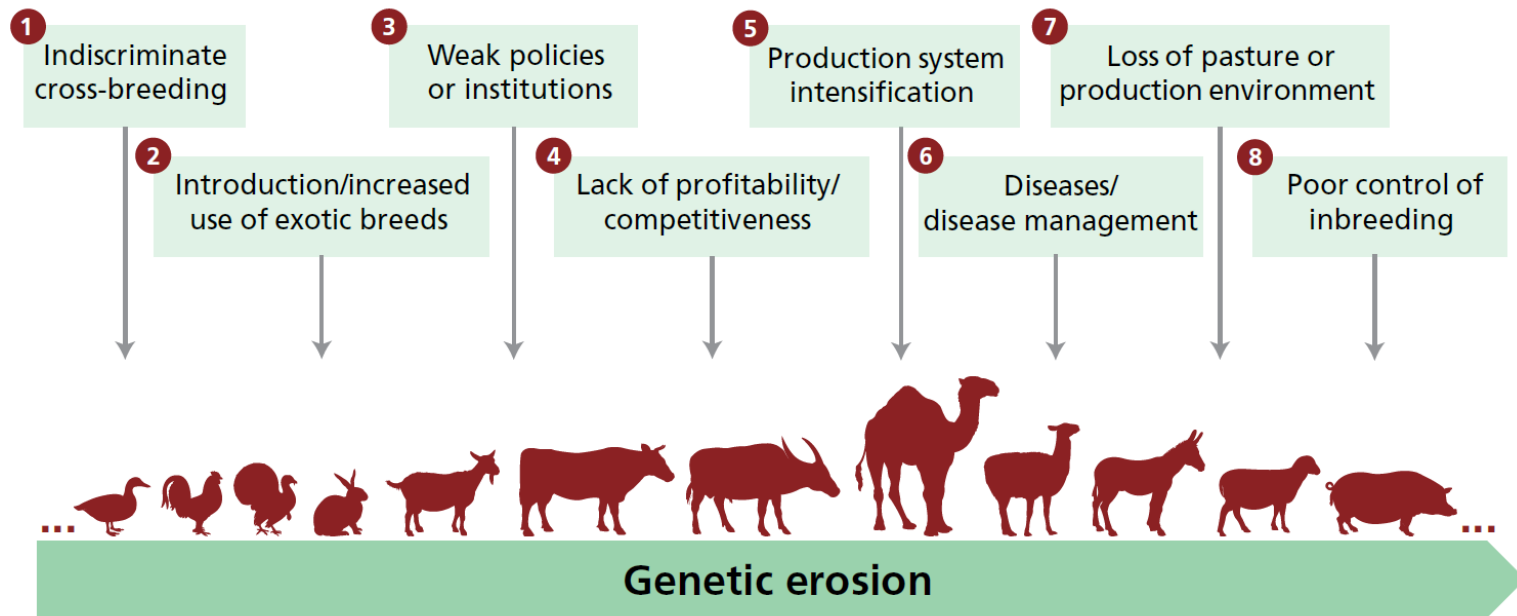 1
Indiscriminate
cross-breeding
2
Introduction/increased
use of exotic breeds
3
Weak policies
or institutions
4
Lack of profitability/
competitiveness
5
Production system
intensification
6
Diseases/
disease management
7
Loss of pasture or
production environment
8
Poor control of
inbreeding
...
...
Genetic erosion